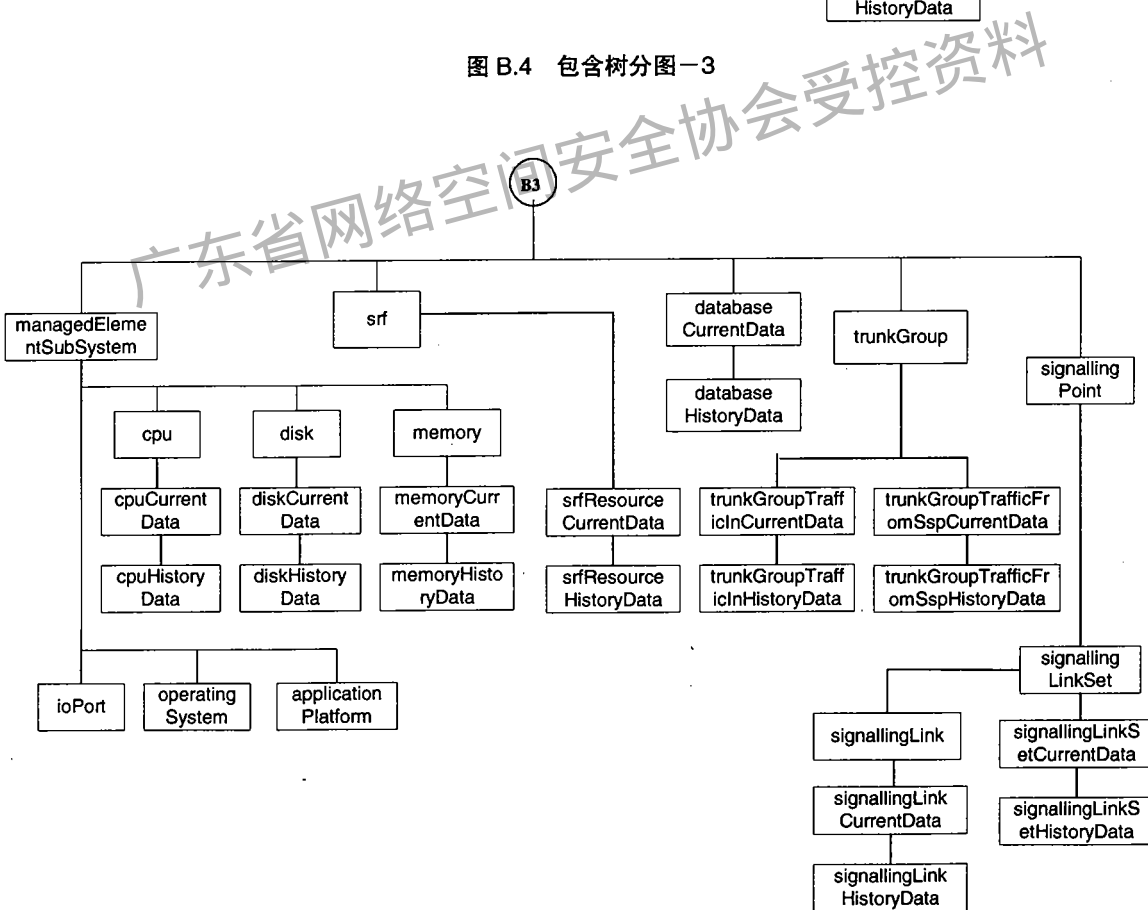 HistoryData
图 B.4 包含树分图－3
广东省网络空间安全协会受控资料
B3
managedEleme
ntSubSystem
srf
database
CurrentData
trunkGroup
signalling
Point
database
HistoryData
cpu
disk
memory
cpuCurrent
Data
diskCurrent
Data
memoryCurr
entData
srfResource
CurrentData
trunkGroupTraff
icInCurrentData
trunkGroupTrafficFr
omSspCurrentData
cpuHistory
Data
diskHistory
Data
memoryHisto
ryData
srfResource
HistoryData
trunkGroupTraff
icInHistoryData
trunkGroupTrafficFr
omSspHistoryData
signalling
LinkSet
ioPort
operating
System
application
Platform
signallingLink
signallingLinkS
etCurrentData
signallingLink
CurrentData
signallingLinkS
etHistoryData
signallingLink
HistoryData